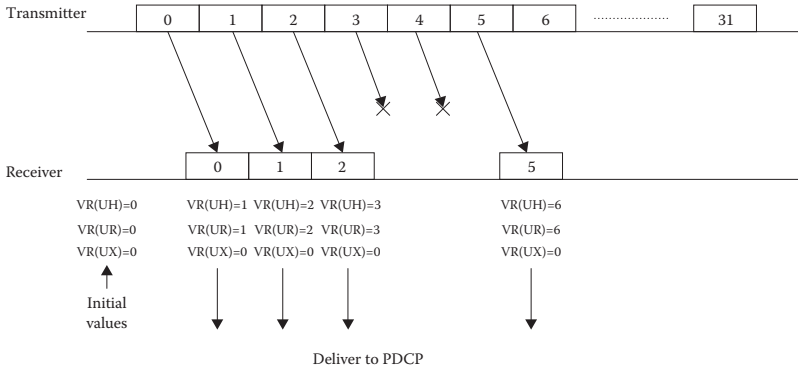 Transmitter
0 1 2 3 4 5 6 ..................... 31
Receiver
0 1 2 5
VR(UH)=0 VR(UH)=1 VR(UH)=2 VR(UH)=3 VR(UH)=6
VR(UR)=0 VR(UR)=1 VR(UR)=2 VR(UR)=3 VR(UR)=6
VR(UX)=0 VR(UX)=0 VR(UX)=0 VR(UX)=0 VR(UX)=0
Initial
values
Deliver to PDCP